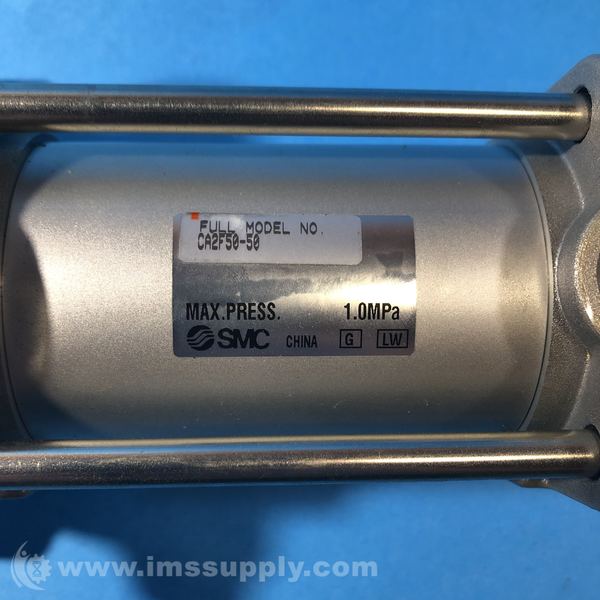 FULL MODEL NO.
CA2F50-50
MAX.PRESS. 1.0MPa
SMC CHINA G LW
www.imssupply.com